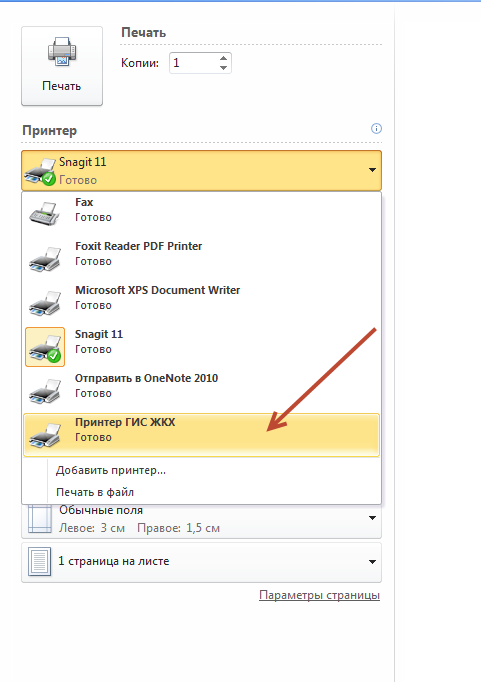 Печать
Печать
Копии: 1
Принтер
Snagit 11
Готово
Fax
Готово
Foxit Reader PDF Printer
Готово
Microsoft XPS Document Writer
Готово
Snagit 11
Готово
Отправить в OneNote 2010
Готово
Принтер ГИС ЖКХ
Готово
Добавить принтер...
Печать в файл
Обычные поля
Левое: 3 см Правое: 1,5 см
1 страница на листе
Параметры страницы